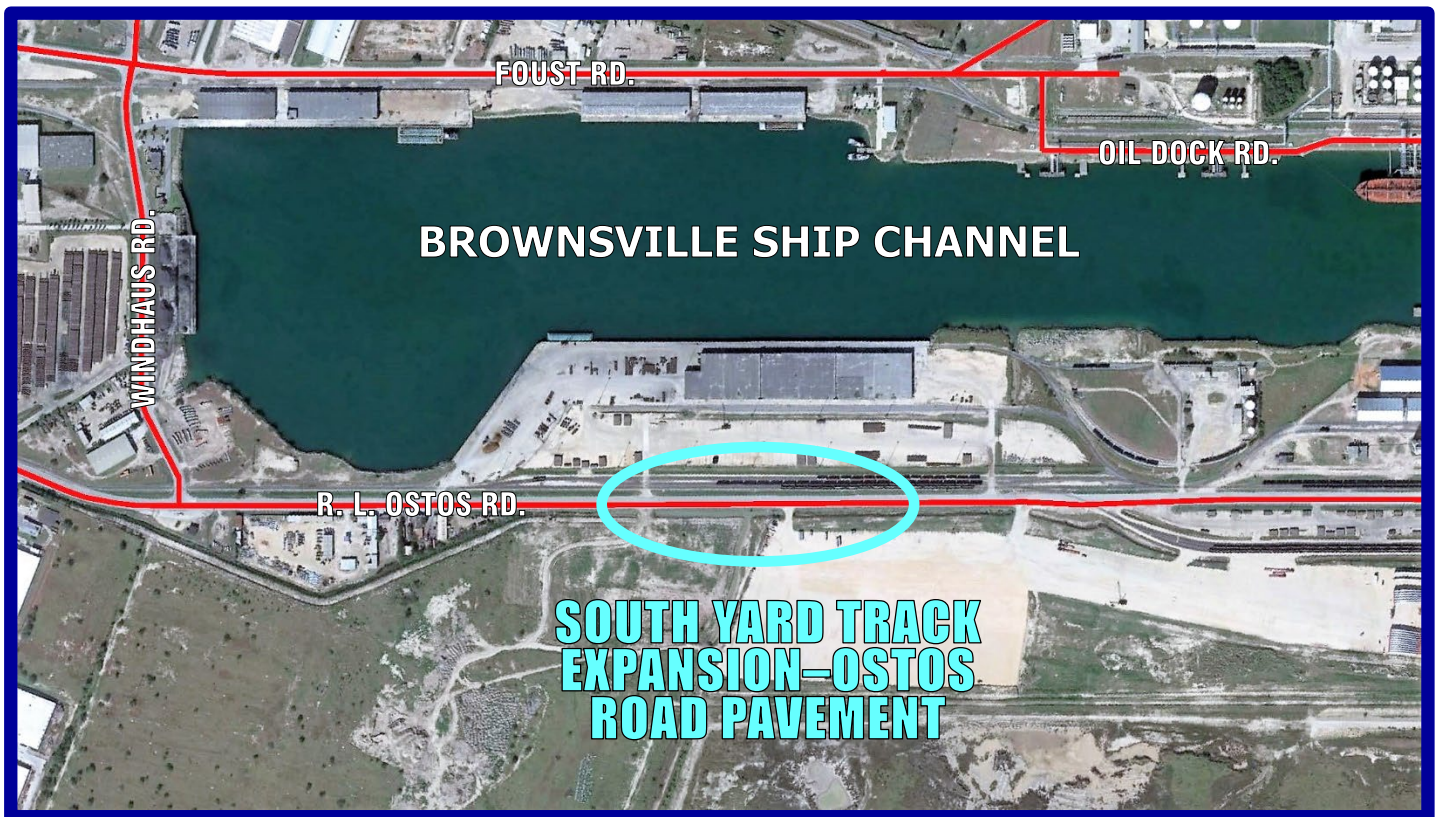 FOUST RD.
OIL DOCK RD.
WINDHAUS RD.
BROWNSVILLE SHIP CHANNEL
R. L. OSTOS RD.
SOUTH YARD TRACK
EXPANSION–OSTOS
ROAD PAVEMENT